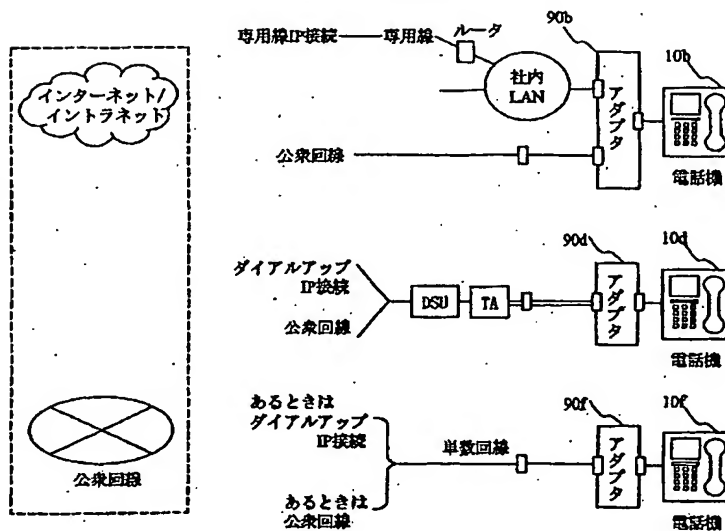 インターネット/
イントラネット
公衆回線
専用線IP接続
専用線
ルータ
社内
LAN
90b
アダプタ
10b
電話機
公衆回線
ダイアルアップ
IP接続
公衆回線
DSU
TA
90d
アダプタ
10d
電話機
あるときは
ダイアルアップ
IP接続
あるときは
公衆回線
単数回線
90f
アダプタ
10f
電話機